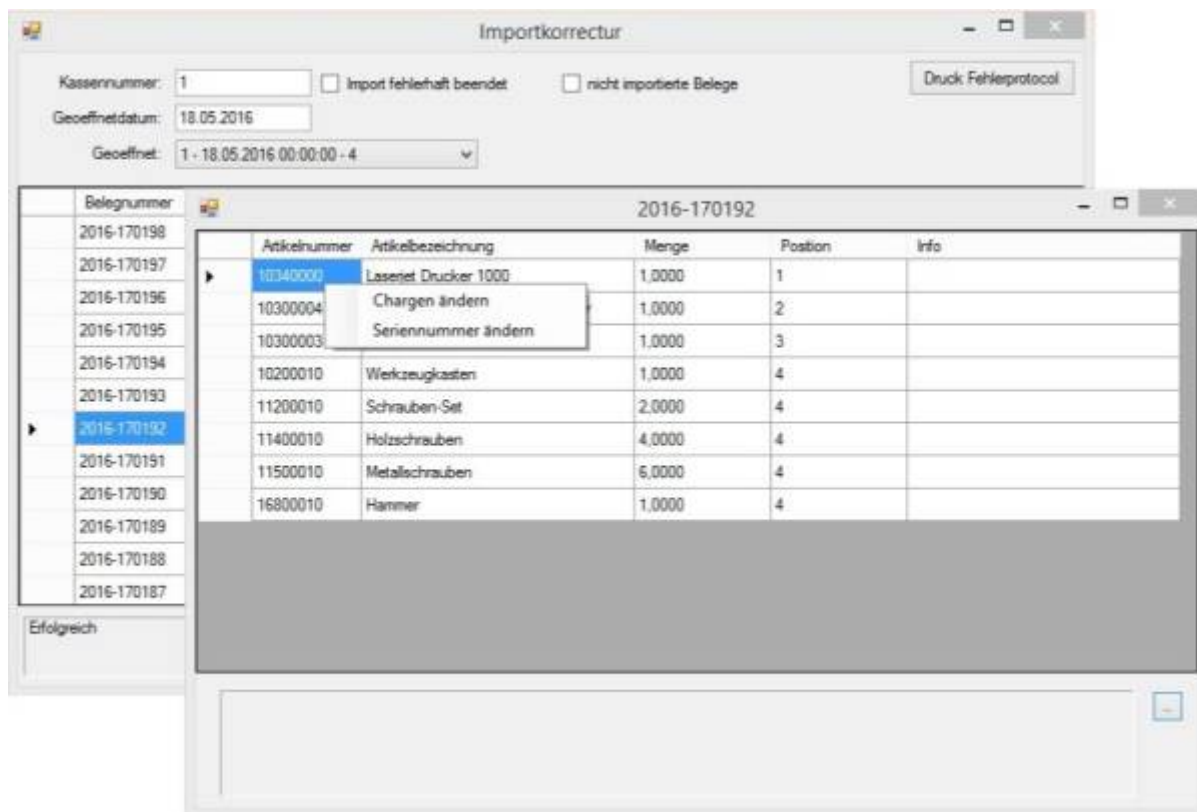 Importkorrectur
Kassennummer: 1 Import fehlerhaft beendet nicht importierte Belege Druck Fehlerprotocol
Geoeffnetdatum: 18.05.2016
Geoeffnet: 1 - 18.05.2016 00:00:00 - 4
Belegnummer
2016-170198
2016-170197
2016-170196
2016-170195
2016-170194
2016-170193
2016-170192
2016-170191
2016-170190
2016-170189
2016-170188
2016-170187
Erfolgreich
2016-170192
Artikelnummer Artikelbezeichnung Menge Position Info
10340000 Laserjet Drucker 1000 1,0000 1
10300004 1,0000 2
10300003 1,0000 3
Chargen ändern
Seriennummer ändern
10200010 Werkzeugkasten 1,0000 4
11200010 Schrauben-Set 2,0000 4
11400010 Holzschrauben 4,0000 4
11500010 Metallschrauben 6,0000 4
16800010 Hammer 1,0000 4
...